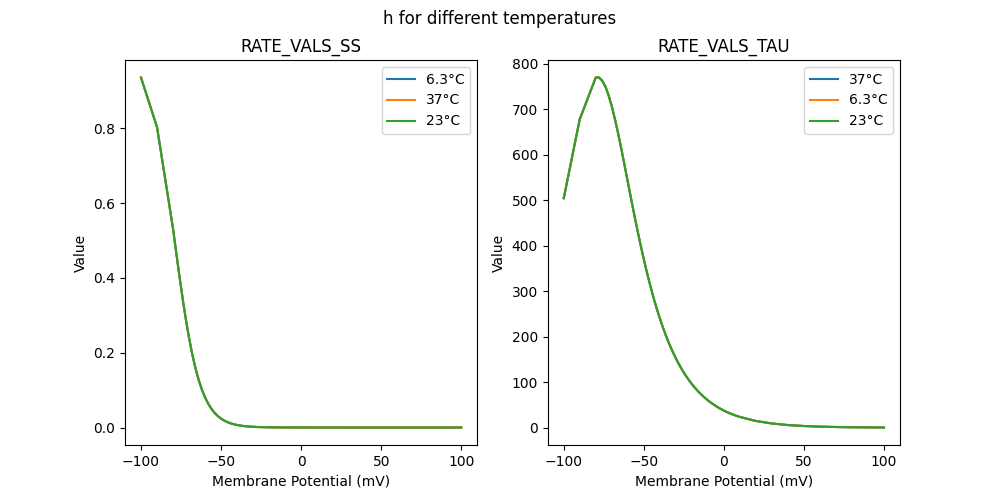 h for different temperatures
RATE_VALS_SS
0.8
0.6
0.4
0.2
0.0
Value
−100
−50
0
50
100
Membrane Potential (mV)
6.3°C
37°C
23°C
RATE_VALS_TAU
800
700
600
500
400
300
200
100
0
Value
−100
−50
0
50
100
Membrane Potential (mV)
37°C
6.3°C
23°C